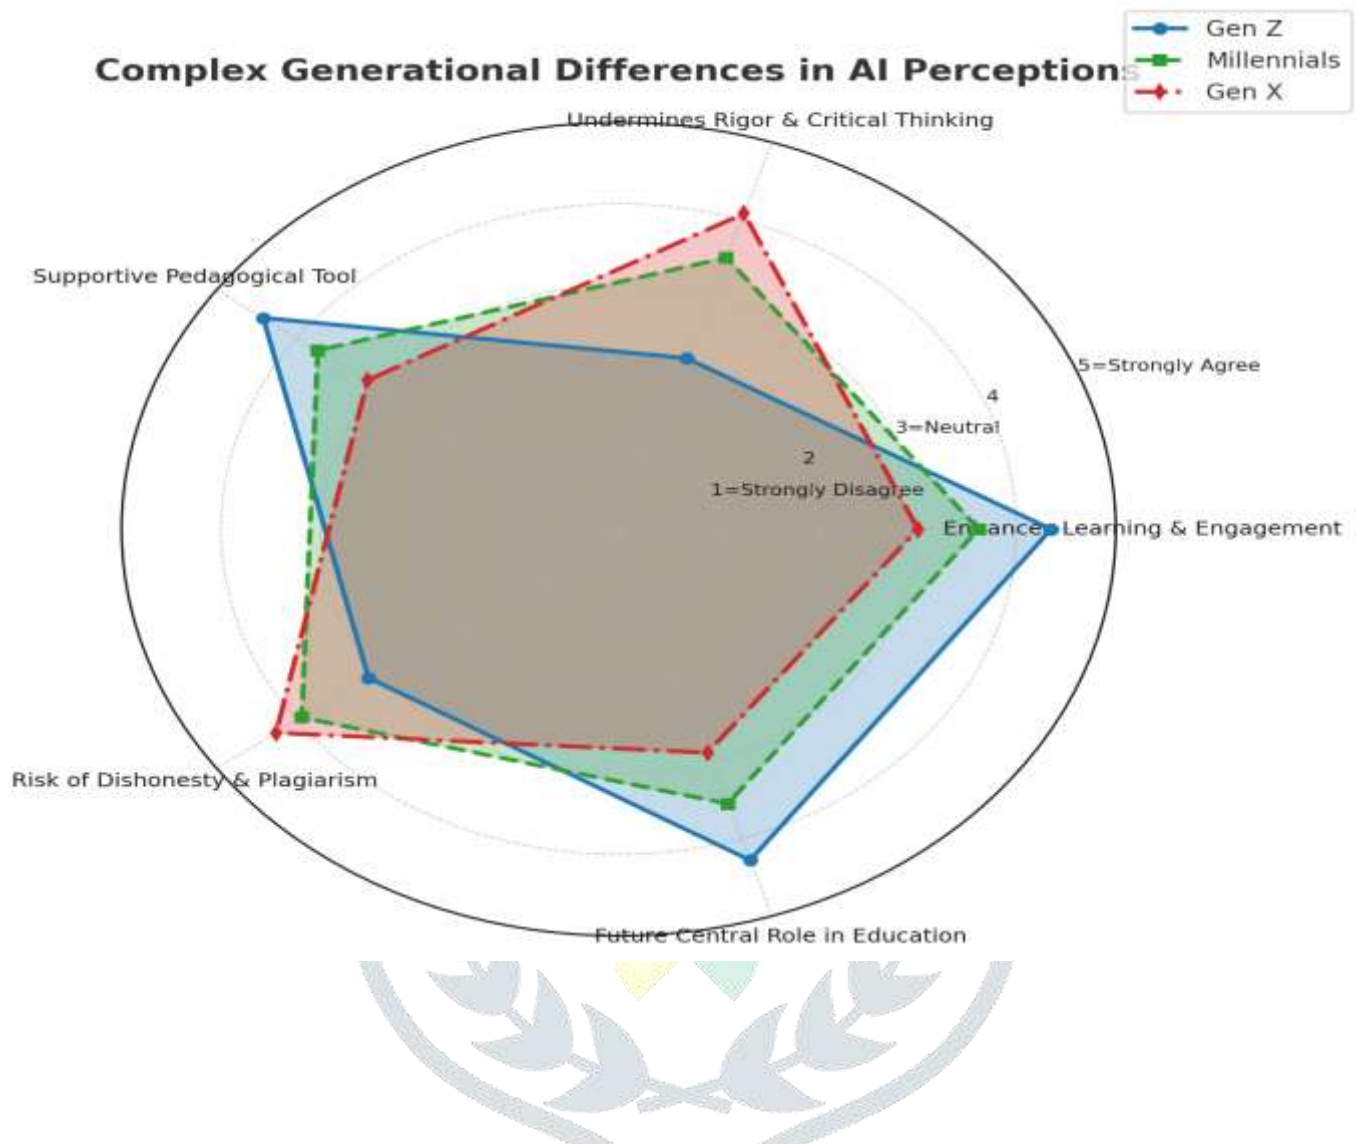 Gen Z
Millennials
Gen X
Complex Generational Differences in AI Perceptions
Undermines Rigor & Critical Thinking
Supportive Pedagogical Tool
5=Strongly Agree
4
3=Neutral
2
1=Strongly Disagree
Enhances Learning & Engagement
Risk of Dishonesty & Plagiarism
Future Central Role in Education